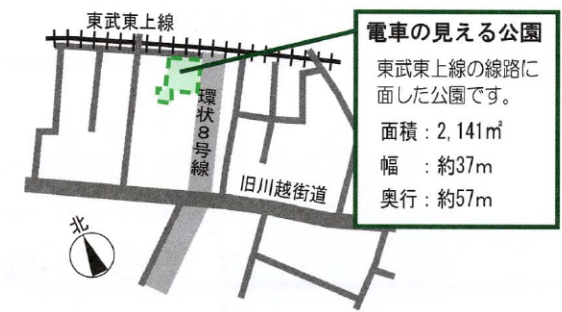 東武東上線
電車の見える公園
東武東上線の線路に
面した公園です。
面積：2,141㎡
幅　：約37m
奥行：約57m
環状8号線
旧川越街道
北